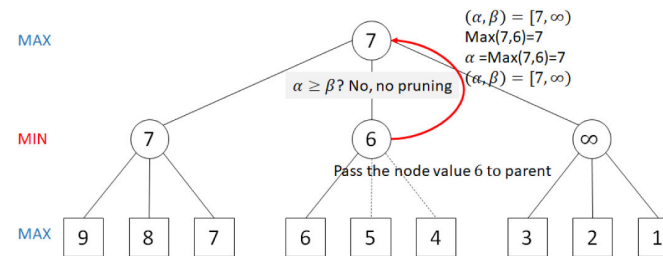 (α, β) = [7, ∞)
MAX
7
Max(7,6)=7
α =Max(7,6)=7
(α, β) = [7, ∞)
α ≥ β? No, no pruning
MIN
7
6
∞
Pass the node value 6 to parent
MAX
9
8
7
6
5
4
3
2
1